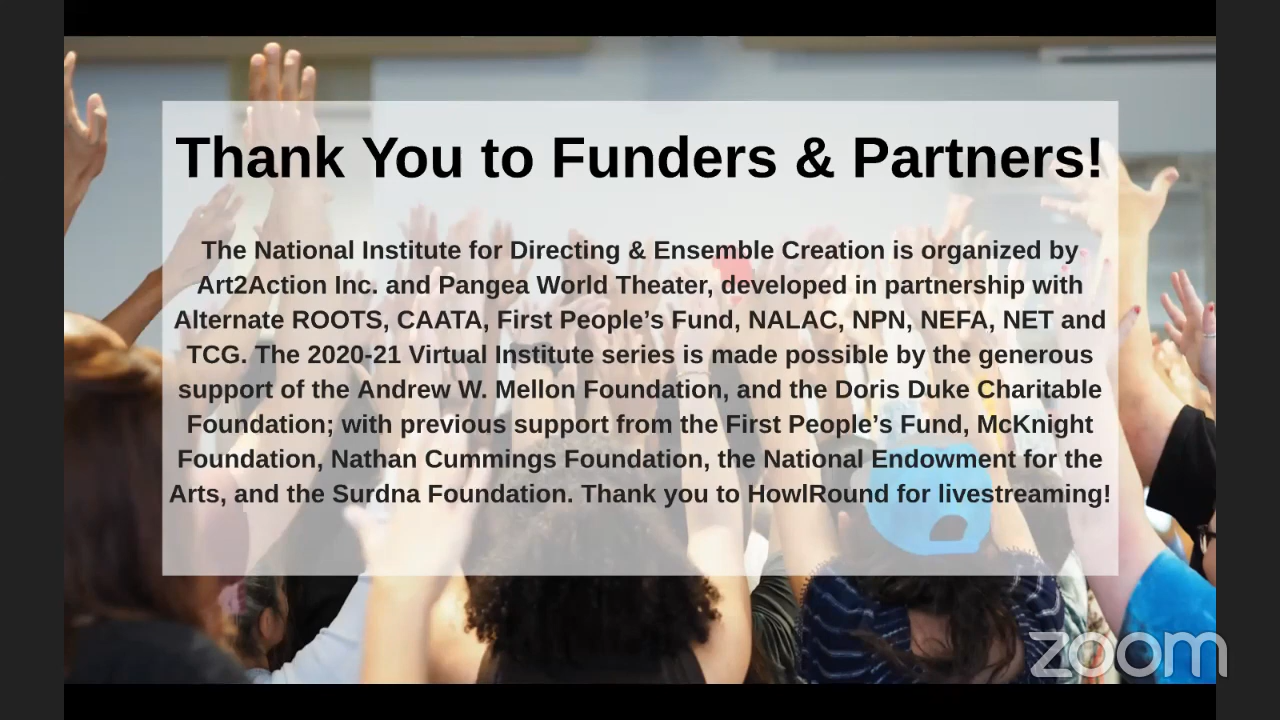 Thank You to Funders & Partners!
The National Institute for Directing & Ensemble Creation is organized by
Art2Action Inc. and Pangea World Theater, developed in partnership with
Alternate ROOTS, CAATA, First People’s Fund, NALAC, NPN, NEFA, NET and
TCG. The 2020-21 Virtual Institute series is made possible by the generous
support of the Andrew W. Mellon Foundation, and the Doris Duke Charitable
Foundation; with previous support from the First People’s Fund, McKnight
Foundation, Nathan Cummings Foundation, the National Endowment for the
Arts, and the Surdna Foundation. Thank you to HowlRound for livestreaming!
zoom